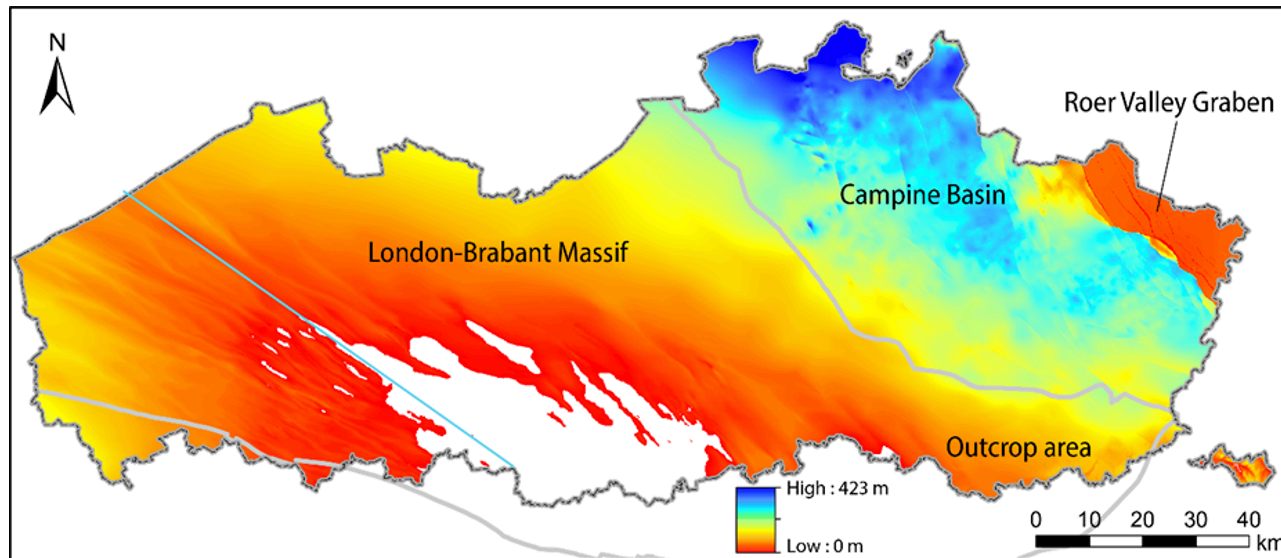 N
Roer Valley Graben
Campine Basin
London-Brabant Massif
Outcrop area
High : 423 m
Low : 0 m
0 10 20 30 40
km